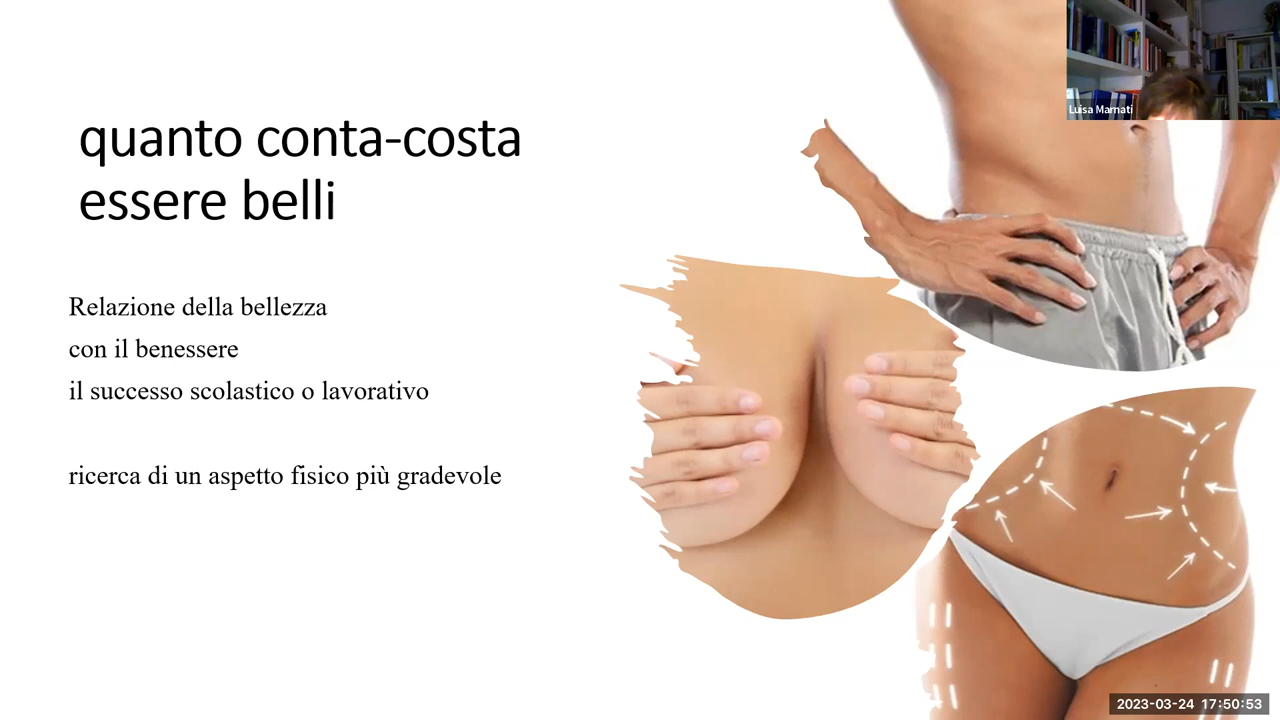 quanto conta-costa
essere belli
Relazione della bellezza
con il benessere
il successo scolastico o lavorativo
ricerca di un aspetto fisico più gradevole
Luisa Marnati
2023-03-24 17:50:53